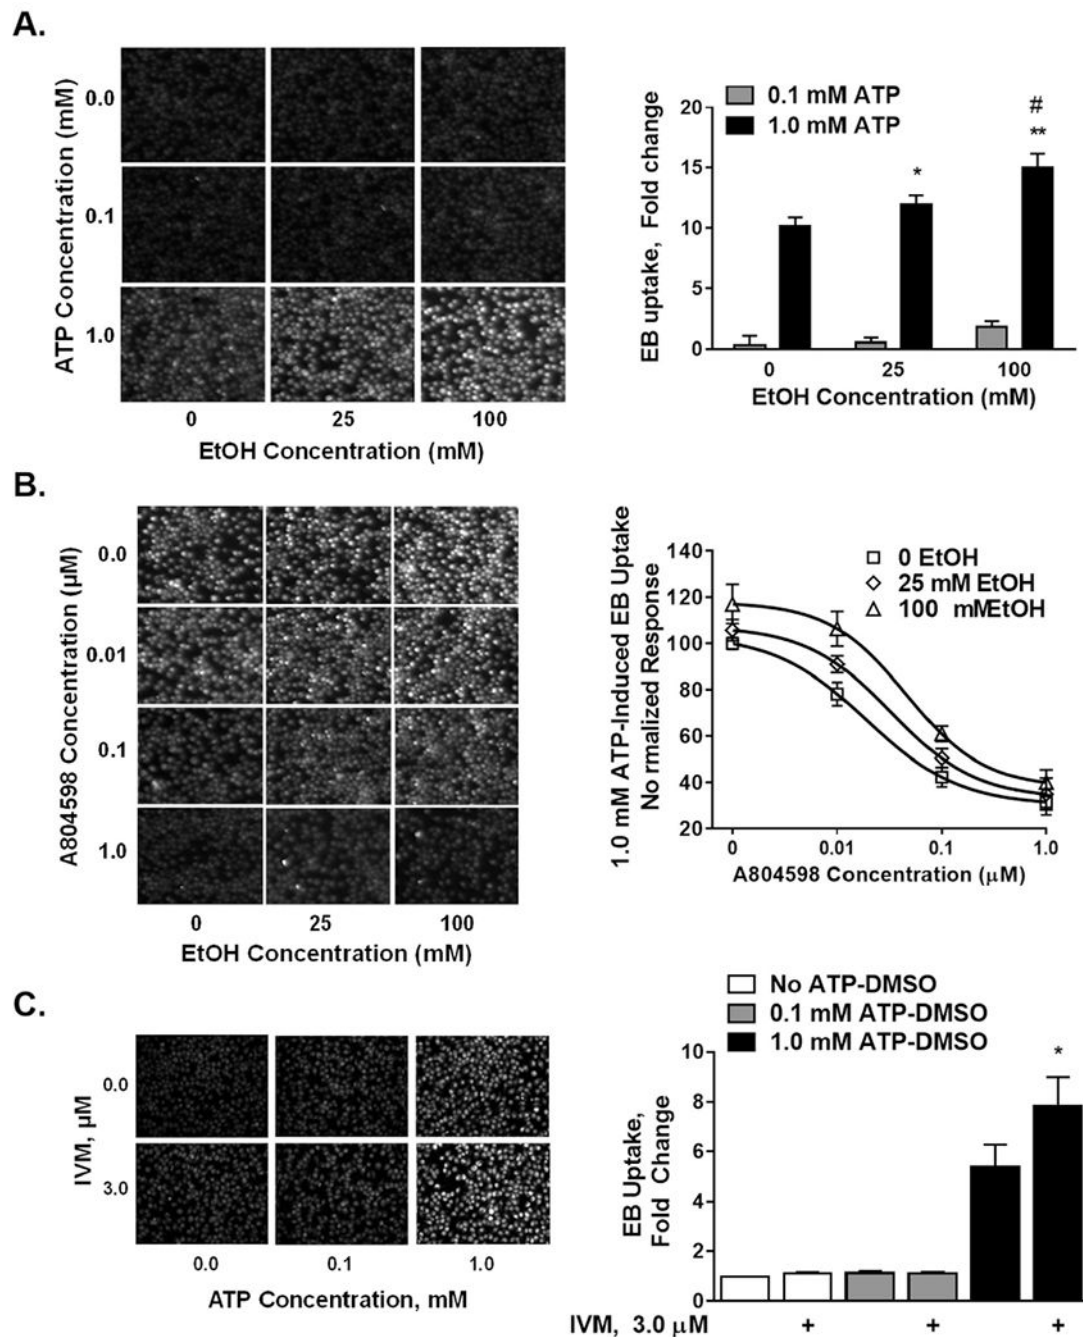 A.
ATP Concentration (mM)
0.0
0.1
1.0
0 25 100
EtOH Concentration (mM)
0.1 mM ATP
1.0 mM ATP
EB uptake, Fold change
20
15
10
5
0
*
#
**
0 25 100
EtOH Concentration (mM)
B.
A804598 Concentration (µM)
0.0
0.01
0.1
1.0
0 25 100
EtOH Concentration (mM)
1.0 mM ATP-Induced EB Uptake
No rmalized Response
140
120
100
80
60
40
20
0 EtOH
25 mM EtOH
100 mMEtOH
0 0.01 0.1 1.0
A804598 Concentration (µM)
C.
IVM, µM
0.0
3.0
0.0 0.1 1.0
ATP Concentration, mM
No ATP-DMSO
0.1 mM ATP-DMSO
1.0 mM ATP-DMSO
EB Uptake,
Fold Change
10
8
6
4
2
0
*
IVM, 3.0 µM + + +